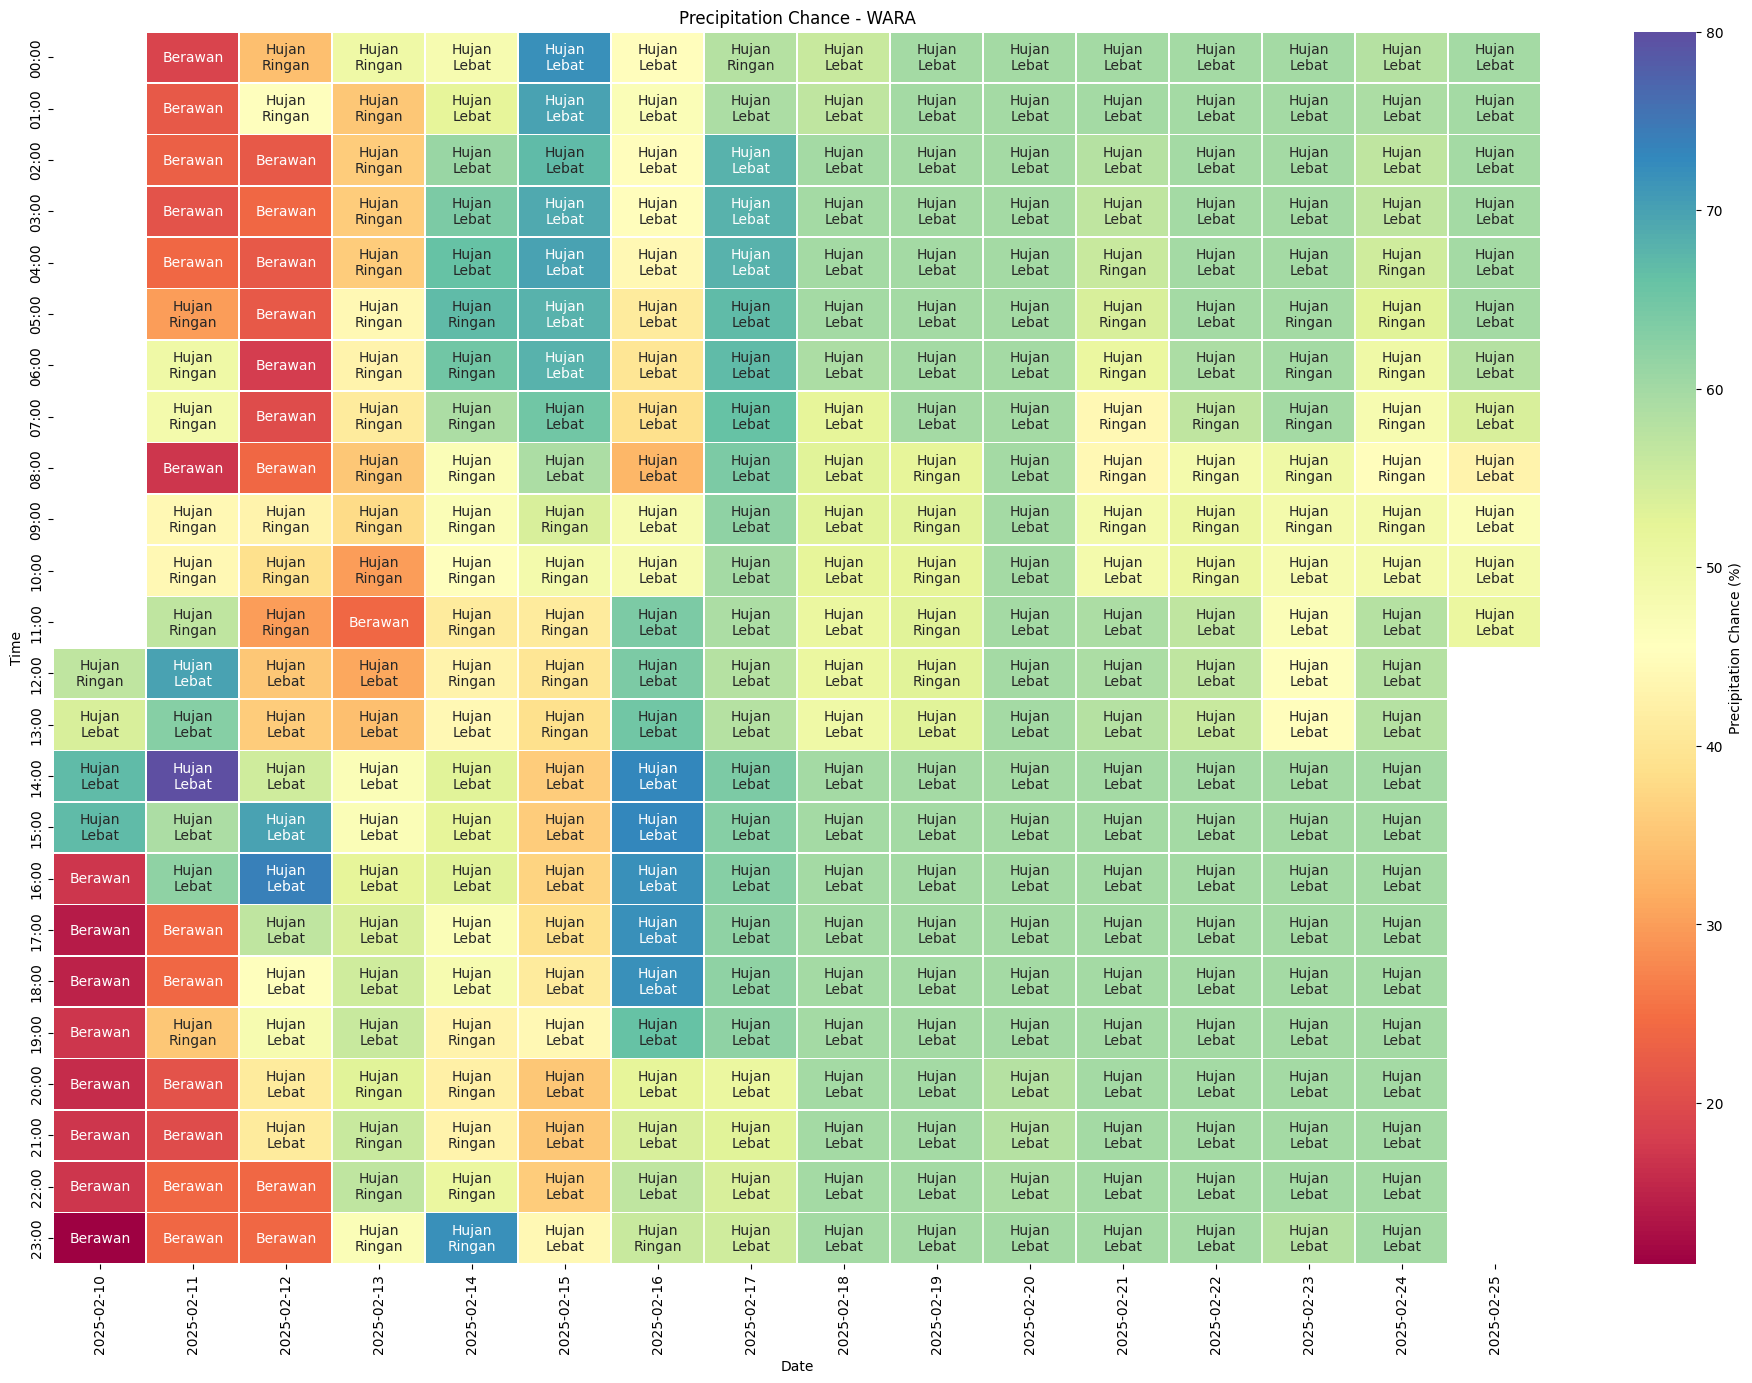 Precipitation Chance - WARA
00:00 Berawan Hujan Ringan Hujan Ringan Hujan Lebat Hujan Lebat Hujan Lebat Hujan Ringan Hujan Lebat Hujan Lebat Hujan Lebat Hujan Lebat Hujan Lebat Hujan Lebat Hujan Lebat Hujan Lebat
01:00 Berawan Hujan Ringan Hujan Ringan Hujan Lebat Hujan Lebat Hujan Lebat Hujan Lebat Hujan Lebat Hujan Lebat Hujan Lebat Hujan Lebat Hujan Lebat Hujan Lebat Hujan Lebat Hujan Lebat
02:00 Berawan Berawan Hujan Ringan Hujan Lebat Hujan Lebat Hujan Lebat Hujan Lebat Hujan Lebat Hujan Lebat Hujan Lebat Hujan Lebat Hujan Lebat Hujan Lebat Hujan Lebat Hujan Lebat
03:00 Berawan Berawan Hujan Ringan Hujan Lebat Hujan Lebat Hujan Lebat Hujan Lebat Hujan Lebat Hujan Lebat Hujan Lebat Hujan Lebat Hujan Lebat Hujan Lebat Hujan Lebat Hujan Lebat
04:00 Berawan Berawan Hujan Ringan Hujan Lebat Hujan Lebat Hujan Lebat Hujan Lebat Hujan Lebat Hujan Lebat Hujan Lebat Hujan Ringan Hujan Lebat Hujan Lebat Hujan Ringan Hujan Lebat
05:00 Hujan Ringan Berawan Hujan Ringan Hujan Ringan Hujan Lebat Hujan Lebat Hujan Lebat Hujan Lebat Hujan Lebat Hujan Lebat Hujan Ringan Hujan Lebat Hujan Ringan Hujan Ringan Hujan Lebat
06:00 Hujan Ringan Berawan Hujan Ringan Hujan Ringan Hujan Lebat Hujan Lebat Hujan Lebat Hujan Lebat Hujan Lebat Hujan Lebat Hujan Ringan Hujan Lebat Hujan Ringan Hujan Ringan Hujan Lebat
07:00 Hujan Ringan Berawan Hujan Ringan Hujan Ringan Hujan Lebat Hujan Lebat Hujan Lebat Hujan Lebat Hujan Lebat Hujan Lebat Hujan Ringan Hujan Ringan Hujan Ringan Hujan Ringan Hujan Lebat
08:00 Berawan Berawan Hujan Ringan Hujan Ringan Hujan Lebat Hujan Lebat Hujan Lebat Hujan Lebat Hujan Ringan Hujan Lebat Hujan Ringan Hujan Ringan Hujan Ringan Hujan Ringan Hujan Lebat
09:00 Hujan Ringan Hujan Ringan Hujan Ringan Hujan Ringan Hujan Ringan Hujan Lebat Hujan Lebat Hujan Lebat Hujan Ringan Hujan Lebat Hujan Ringan Hujan Ringan Hujan Ringan Hujan Ringan Hujan Lebat
10:00 Hujan Ringan Hujan Ringan Hujan Ringan Hujan Ringan Hujan Ringan Hujan Lebat Hujan Lebat Hujan Lebat Hujan Ringan Hujan Lebat Hujan Lebat Hujan Ringan Hujan Lebat Hujan Lebat Hujan Lebat
11:00 Hujan Ringan Hujan Ringan Berawan Hujan Ringan Hujan Ringan Hujan Lebat Hujan Lebat Hujan Lebat Hujan Ringan Hujan Lebat Hujan Lebat Hujan Lebat Hujan Lebat Hujan Lebat Hujan Lebat
12:00 Hujan Ringan Hujan Lebat Hujan Lebat Hujan Lebat Hujan Ringan Hujan Ringan Hujan Lebat Hujan Lebat Hujan Lebat Hujan Ringan Hujan Lebat Hujan Lebat Hujan Lebat Hujan Lebat Hujan Lebat
13:00 Hujan Lebat Hujan Lebat Hujan Lebat Hujan Lebat Hujan Lebat Hujan Ringan Hujan Lebat Hujan Lebat Hujan Lebat Hujan Lebat Hujan Lebat Hujan Lebat Hujan Lebat Hujan Lebat Hujan Lebat
14:00 Hujan Lebat Hujan Lebat Hujan Lebat Hujan Lebat Hujan Lebat Hujan Lebat Hujan Lebat Hujan Lebat Hujan Lebat Hujan Lebat Hujan Lebat Hujan Lebat Hujan Lebat Hujan Lebat Hujan Lebat
15:00 Hujan Lebat Hujan Lebat Hujan Lebat Hujan Lebat Hujan Lebat Hujan Lebat Hujan Lebat Hujan Lebat Hujan Lebat Hujan Lebat Hujan Lebat Hujan Lebat Hujan Lebat Hujan Lebat Hujan Lebat
16:00 Berawan Hujan Lebat Hujan Lebat Hujan Lebat Hujan Lebat Hujan Lebat Hujan Lebat Hujan Lebat Hujan Lebat Hujan Lebat Hujan Lebat Hujan Lebat Hujan Lebat Hujan Lebat Hujan Lebat
17:00 Berawan Berawan Hujan Lebat Hujan Lebat Hujan Lebat Hujan Lebat Hujan Lebat Hujan Lebat Hujan Lebat Hujan Lebat Hujan Lebat Hujan Lebat Hujan Lebat Hujan Lebat Hujan Lebat
18:00 Berawan Berawan Hujan Lebat Hujan Lebat Hujan Lebat Hujan Lebat Hujan Lebat Hujan Lebat Hujan Lebat Hujan Lebat Hujan Lebat Hujan Lebat Hujan Lebat Hujan Lebat Hujan Lebat
19:00 Berawan Hujan Ringan Hujan Lebat Hujan Lebat Hujan Ringan Hujan Lebat Hujan Lebat Hujan Lebat Hujan Lebat Hujan Lebat Hujan Lebat Hujan Lebat Hujan Lebat Hujan Lebat Hujan Lebat
20:00 Berawan Berawan Hujan Lebat Hujan Ringan Hujan Ringan Hujan Lebat Hujan Lebat Hujan Lebat Hujan Lebat Hujan Lebat Hujan Lebat Hujan Lebat Hujan Lebat Hujan Lebat Hujan Lebat
21:00 Berawan Berawan Hujan Lebat Hujan Ringan Hujan Ringan Hujan Lebat Hujan Lebat Hujan Lebat Hujan Lebat Hujan Lebat Hujan Lebat Hujan Lebat Hujan Lebat Hujan Lebat Hujan Lebat
22:00 Berawan Berawan Berawan Hujan Ringan Hujan Ringan Hujan Lebat Hujan Lebat Hujan Lebat Hujan Lebat Hujan Lebat Hujan Lebat Hujan Lebat Hujan Lebat Hujan Lebat Hujan Lebat
23:00 Berawan Berawan Berawan Hujan Ringan Hujan Ringan Hujan Lebat Hujan Ringan Hujan Lebat Hujan Lebat Hujan Lebat Hujan Lebat Hujan Lebat Hujan Lebat Hujan Lebat Hujan Lebat
Time
2025-02-10 2025-02-11 2025-02-12 2025-02-13 2025-02-14 2025-02-15 2025-02-16 2025-02-17 2025-02-18 2025-02-19 2025-02-20 2025-02-21 2025-02-22 2025-02-23 2025-02-24 2025-02-25
Date
80
70
60
50
40
30
20
Precipitation Chance (%)